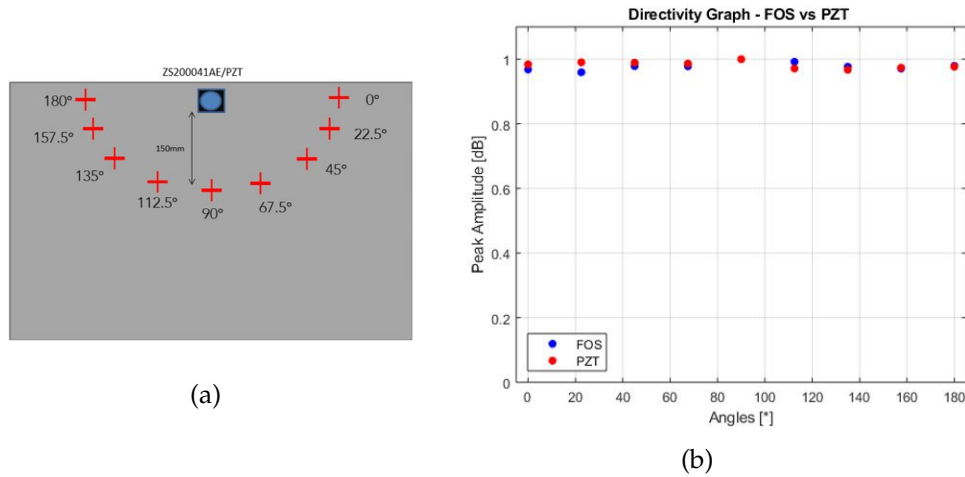 ZS200041AE/PZT
180°
0°
157.5°
22.5°
150mm
135°
45°
112.5°
90°
67.5°
(a)
Directivity Graph - FOS vs PZT
Peak Amplitude [dB]
1
0.8
0.6
0.4
0.2
0
FOS
PZT
0 20 40 60 80 100 120 140 160 180
Angles [°]
(b)